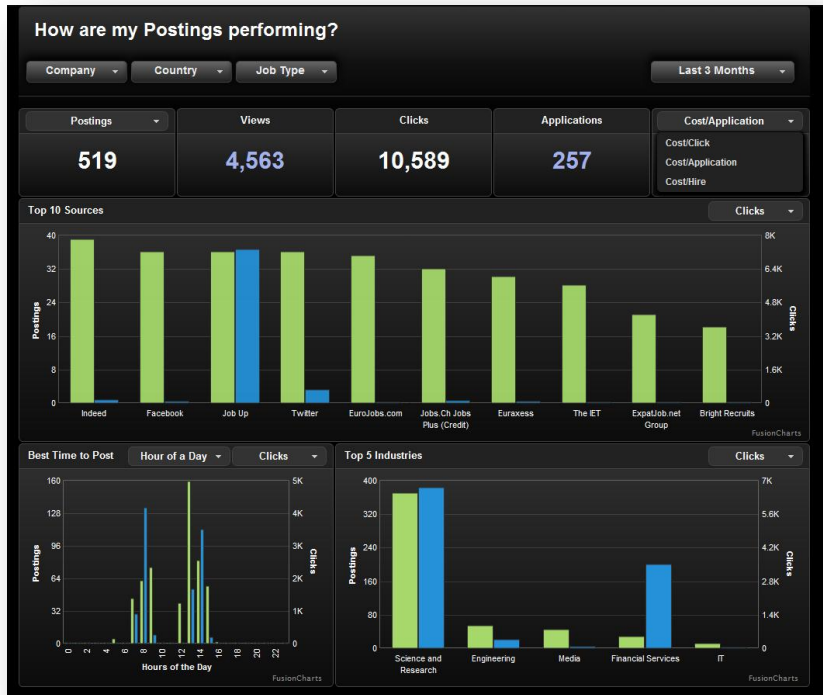 How are my Postings performing?
Company Country Job Type Last 3 Months
Postings Views Clicks Applications Cost/Application
519 4,563 10,589 257
Cost/Click
Cost/Application
Cost/Hire
Top 10 Sources Clicks
40 8K
32 6.4K
24 4.8K
16 3.2K
8 1.6K
0 0
Postings
Clicks
Indeed Facebook Job Up Twitter EuroJobs.com Jobs.Ch Jobs Euraxess The IET ExpatJob.net Bright Recruits
Plus (Credit) Group
FusionCharts
Best Time to Post Hour of a Day Clicks
160 5K
128 4K
96 3K
64 2K
32 1K
0 0
Postings
Clicks
0 2 4 6 8 10 12 14 16 18 20 22
Hours of the Day
FusionCharts
Top 5 Industries Clicks
400 7K
320 5.6K
240 4.2K
160 2.8K
80 1.4K
0 0
Postings
Clicks
Science and Engineering Media Financial Services IT
Research
FusionCharts